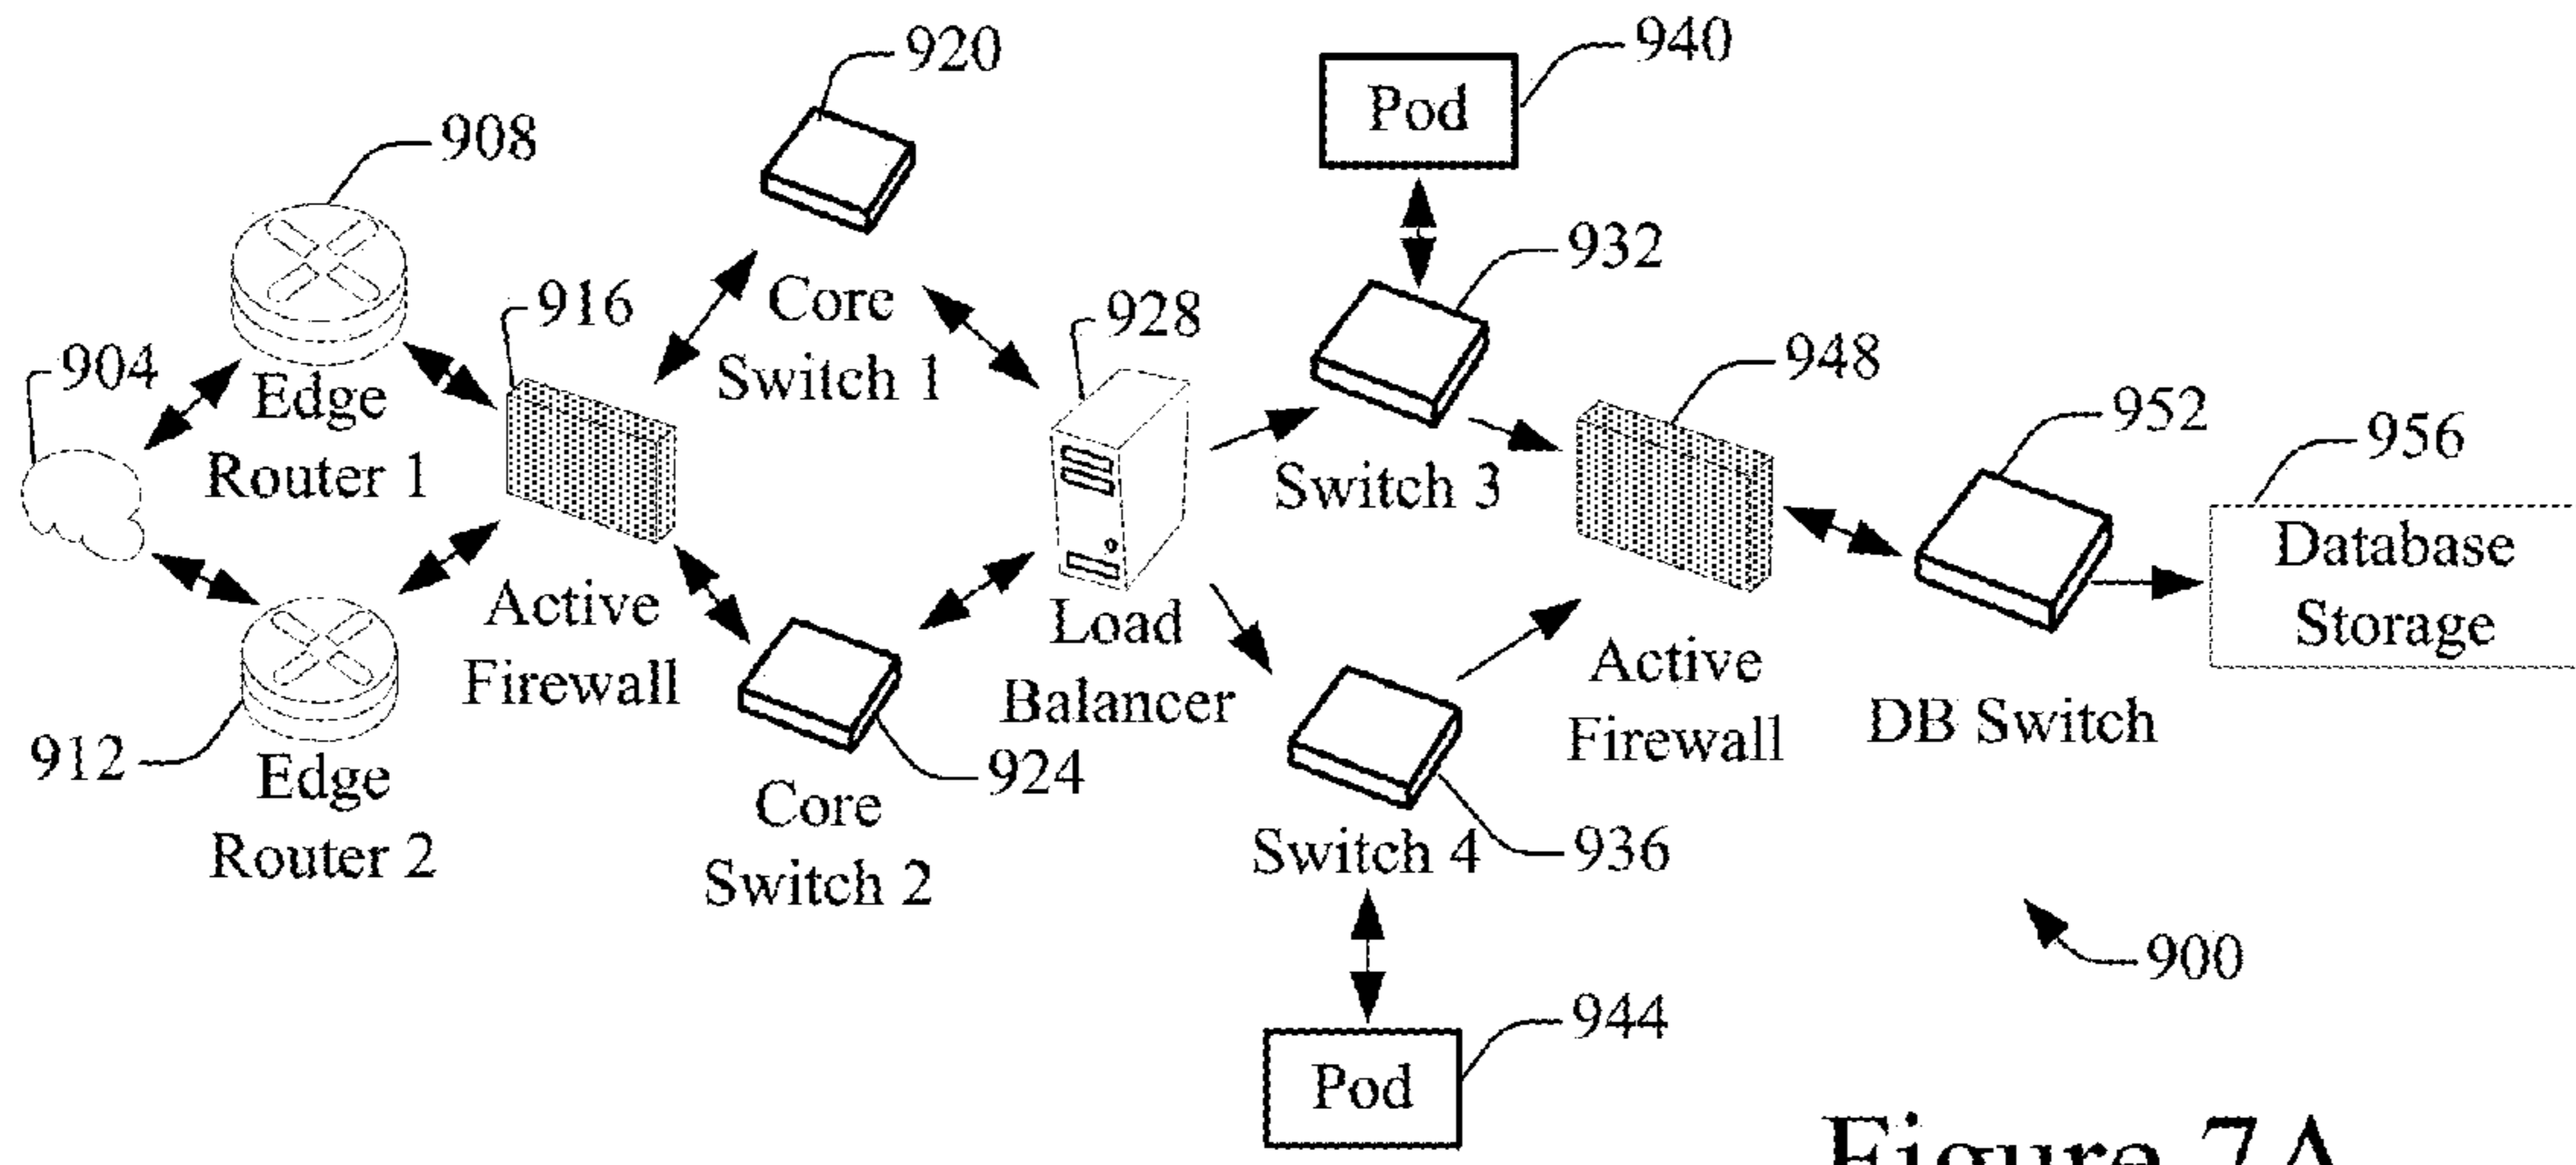 920
940
Pod
908
932
916
Core
Switch 1
928
948
904
Edge
Router 1
952
956
Switch 3
Database
Storage
Active
Firewall
Load
Balancer
Active
Firewall
DB Switch
912
Edge
Router 2
924
Core
Switch 2
Switch 4
936
900
944
Pod
Figure 7A